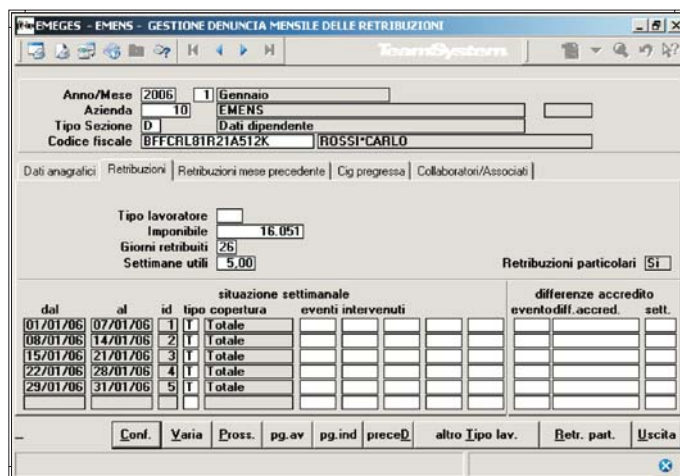 EMEGES - EMENS - GESTIONE DENUNCIA MENSILE DELLE RETRIBUZIONI
TeamSystem
Anno/Mese 2006 1 Gennaio
Azienda 10 EMENS
Tipo Sezione D Dati dipendente
Codice fiscale BFFCRL81R21A512K ROSSI*CARLO
Dati anagrafici Retribuzioni Retribuzioni mese precedente Cig pregressa Collaboratori/Associati
Tipo lavoratore
Imponibile 16.051
Giorni retribuiti 26
Settimane utili 5,00 Retribuzioni particolari Si
situazione settimanale differenze accredito
dal al id tipo copertura eventi intervenuti evento diff.accred. sett.
01/01/06 07/01/06 1 T Totale
08/01/06 14/01/06 2 T Totale
15/01/06 21/01/06 3 T Totale
22/01/06 28/01/06 4 T Totale
29/01/06 31/01/06 5 T Totale
Conf. Varia Pross. pg.av pg.ind preceD altro Tipo lav. Retr. part. Uscita